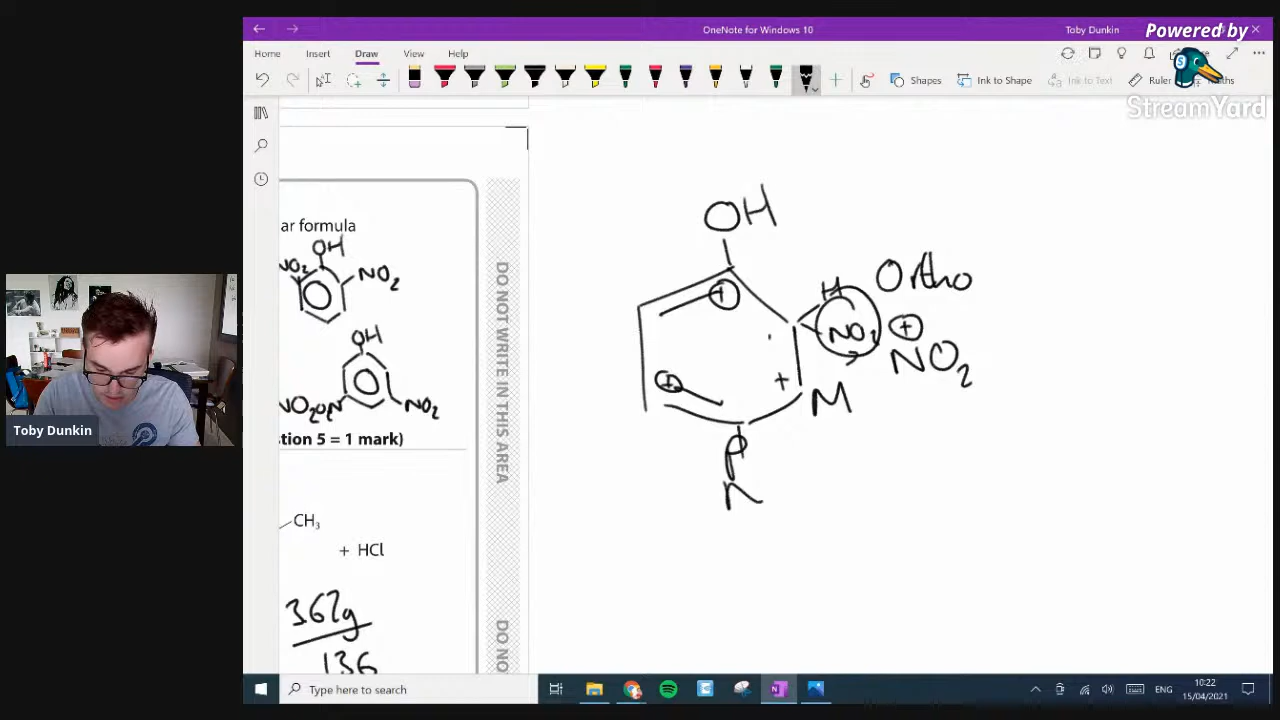 OneNote for Windows 10
Toby Dunkin
Powered by
StreamYard
Home Insert Draw View Help
Shapes Ink to Shape Ink to Text Ruler Maths
ar formula
OH
NO2 NO2
OH
NO2 NO2
stion 5 = 1 mark)
CH3
+ HCl
362g
136
DO NOT WRITE IN THIS AREA
DO NO
OH
H Ortho
NO2 + NO2
+
+ +
M
P
Toby Dunkin
Type here to search
ENG
10:22
15/04/2021